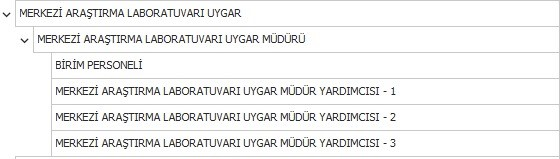 MERKEZİ ARAŞTIRMA LABORATUVARI UYGAR
MERKEZİ ARAŞTIRMA LABORATUVARI UYGAR MÜDÜRÜ
BİRİM PERSONELİ
MERKEZİ ARAŞTIRMA LABORATUVARI UYGAR MÜDÜR YARDIMCISI - 1
MERKEZİ ARAŞTIRMA LABORATUVARI UYGAR MÜDÜR YARDIMCISI - 2
MERKEZİ ARAŞTIRMA LABORATUVARI UYGAR MÜDÜR YARDIMCISI - 3